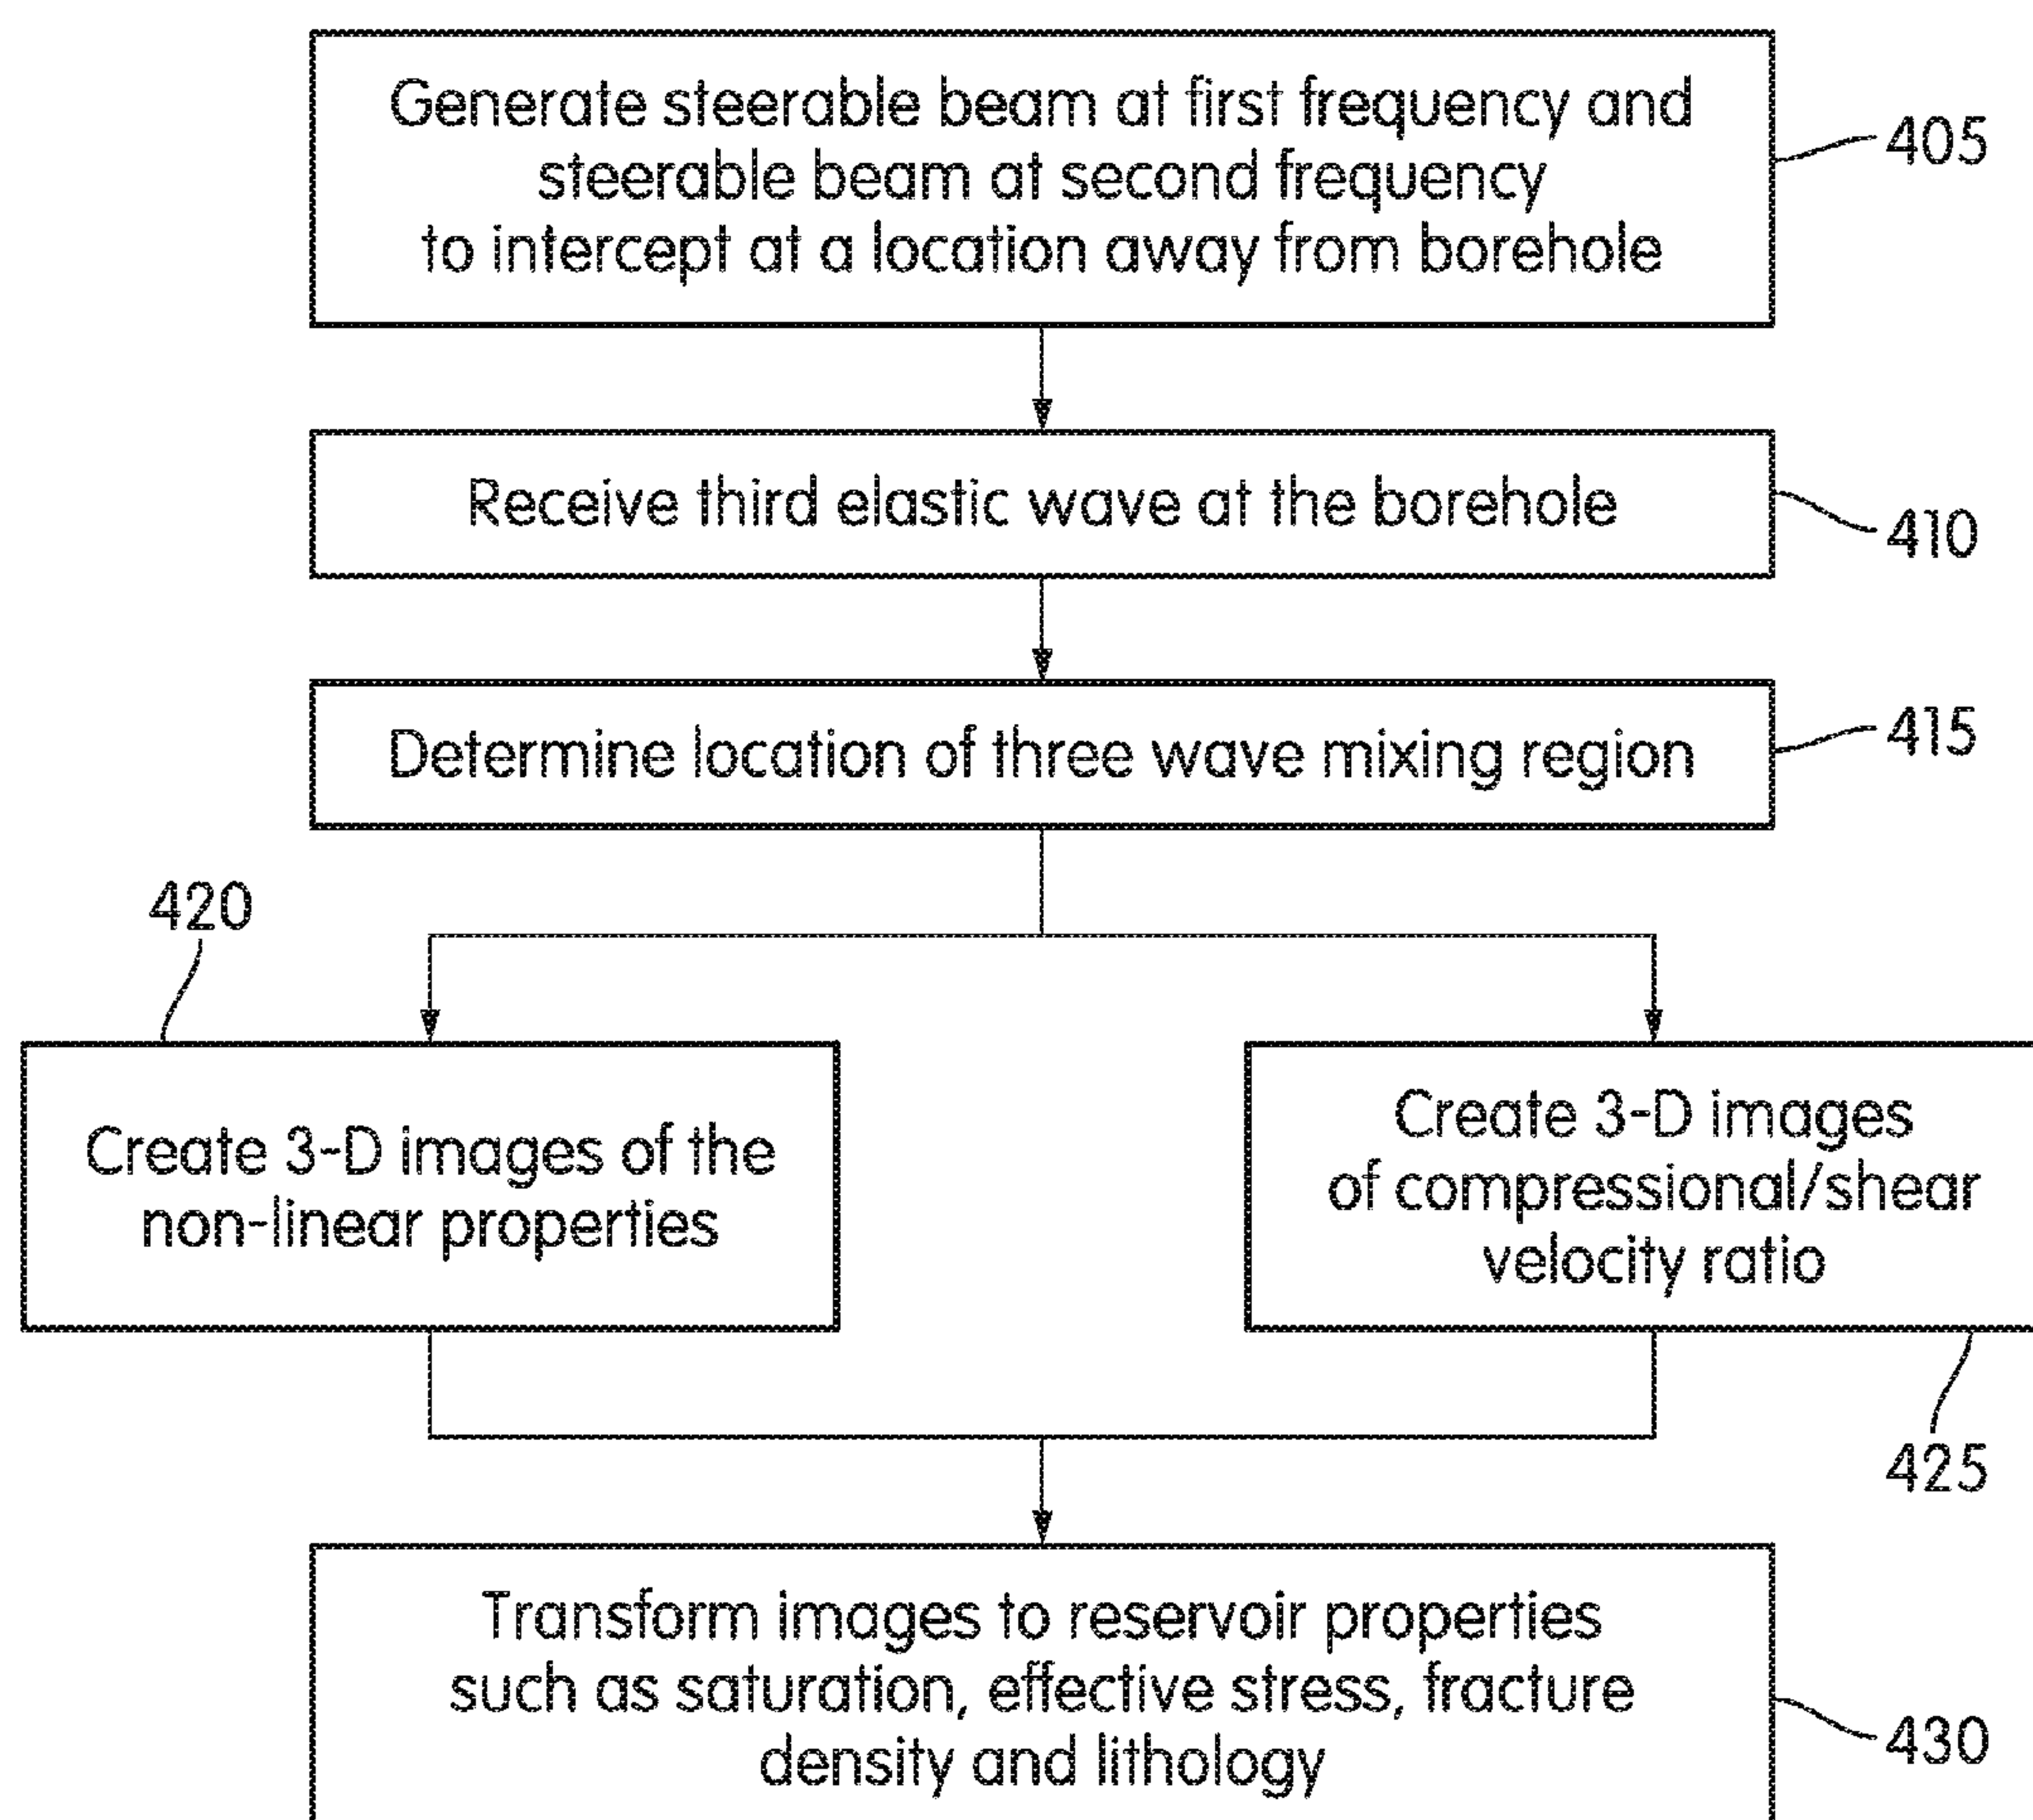 Generate steerable beam at first frequency and
steerable beam at second frequency
to intercept at a location away from borehole
405
Receive third elastic wave at the borehole
410
Determine location of three wave mixing region
415
420
Create 3-D images of the
non-linear properties
Create 3-D images
of compressional/shear
velocity ratio
425
Transform images to reservoir properties
such as saturation, effective stress, fracture
density and lithology
430